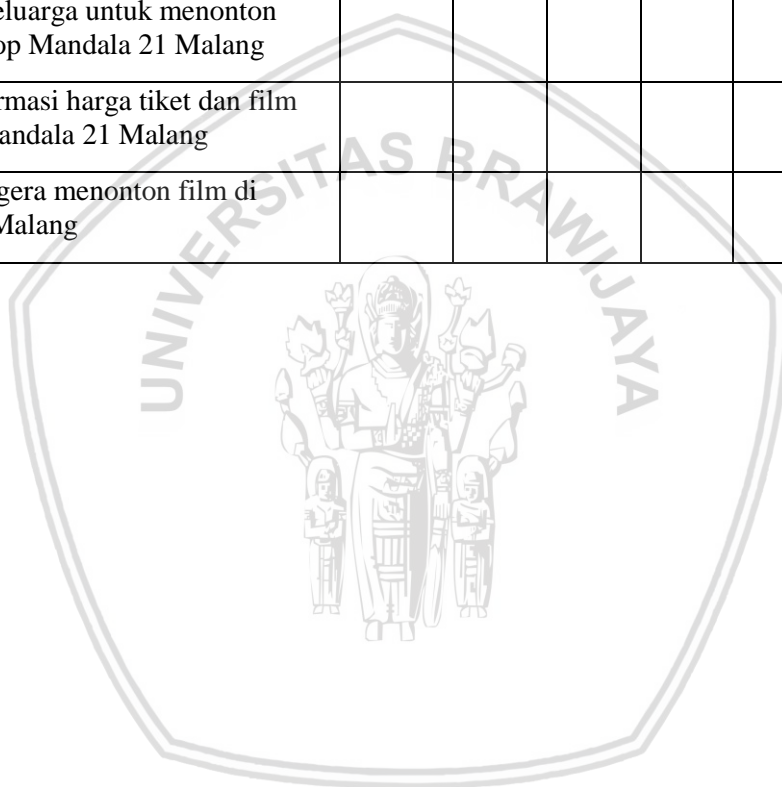 eluarga untuk menonton
op Mandala 21 Malang
rmasi harga tiket dan film
andala 21 Malang
gera menonton film di
Malang
UNIVERSITAS BRAWIJAYA